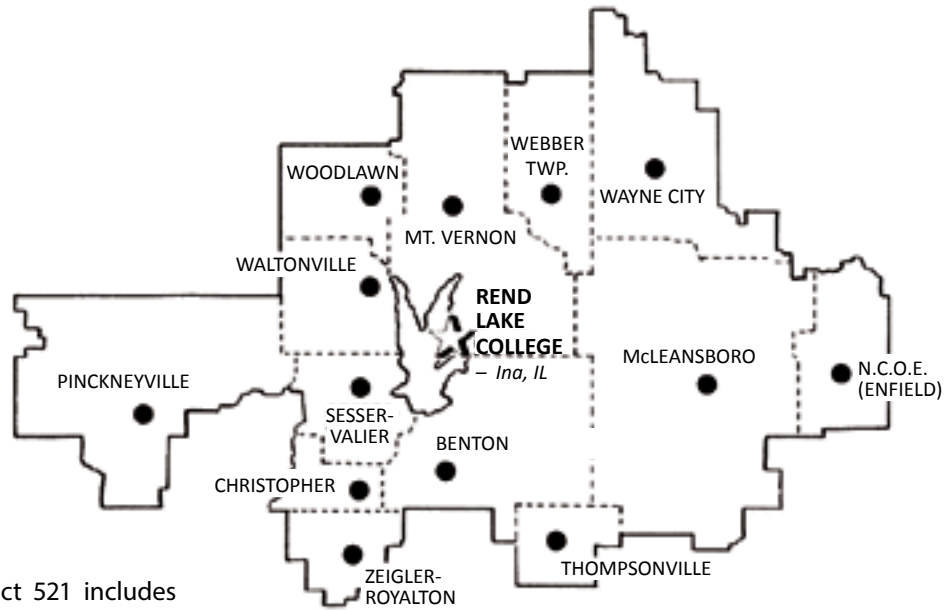 WEBBER
TWP.
WOODLAWN
WAYNE CITY
MT. VERNON
WALTONVILLE
REND
LAKE
COLLEGE
– Ina, IL
McLEANSBORO
PINCKNEYVILLE
N.C.O.E.
(ENFIELD)
SESSER-
VALIER
BENTON
CHRISTOPHER
THOMPSONVILLE
ZEIGLER-
ROYALTON
ct 521 includes